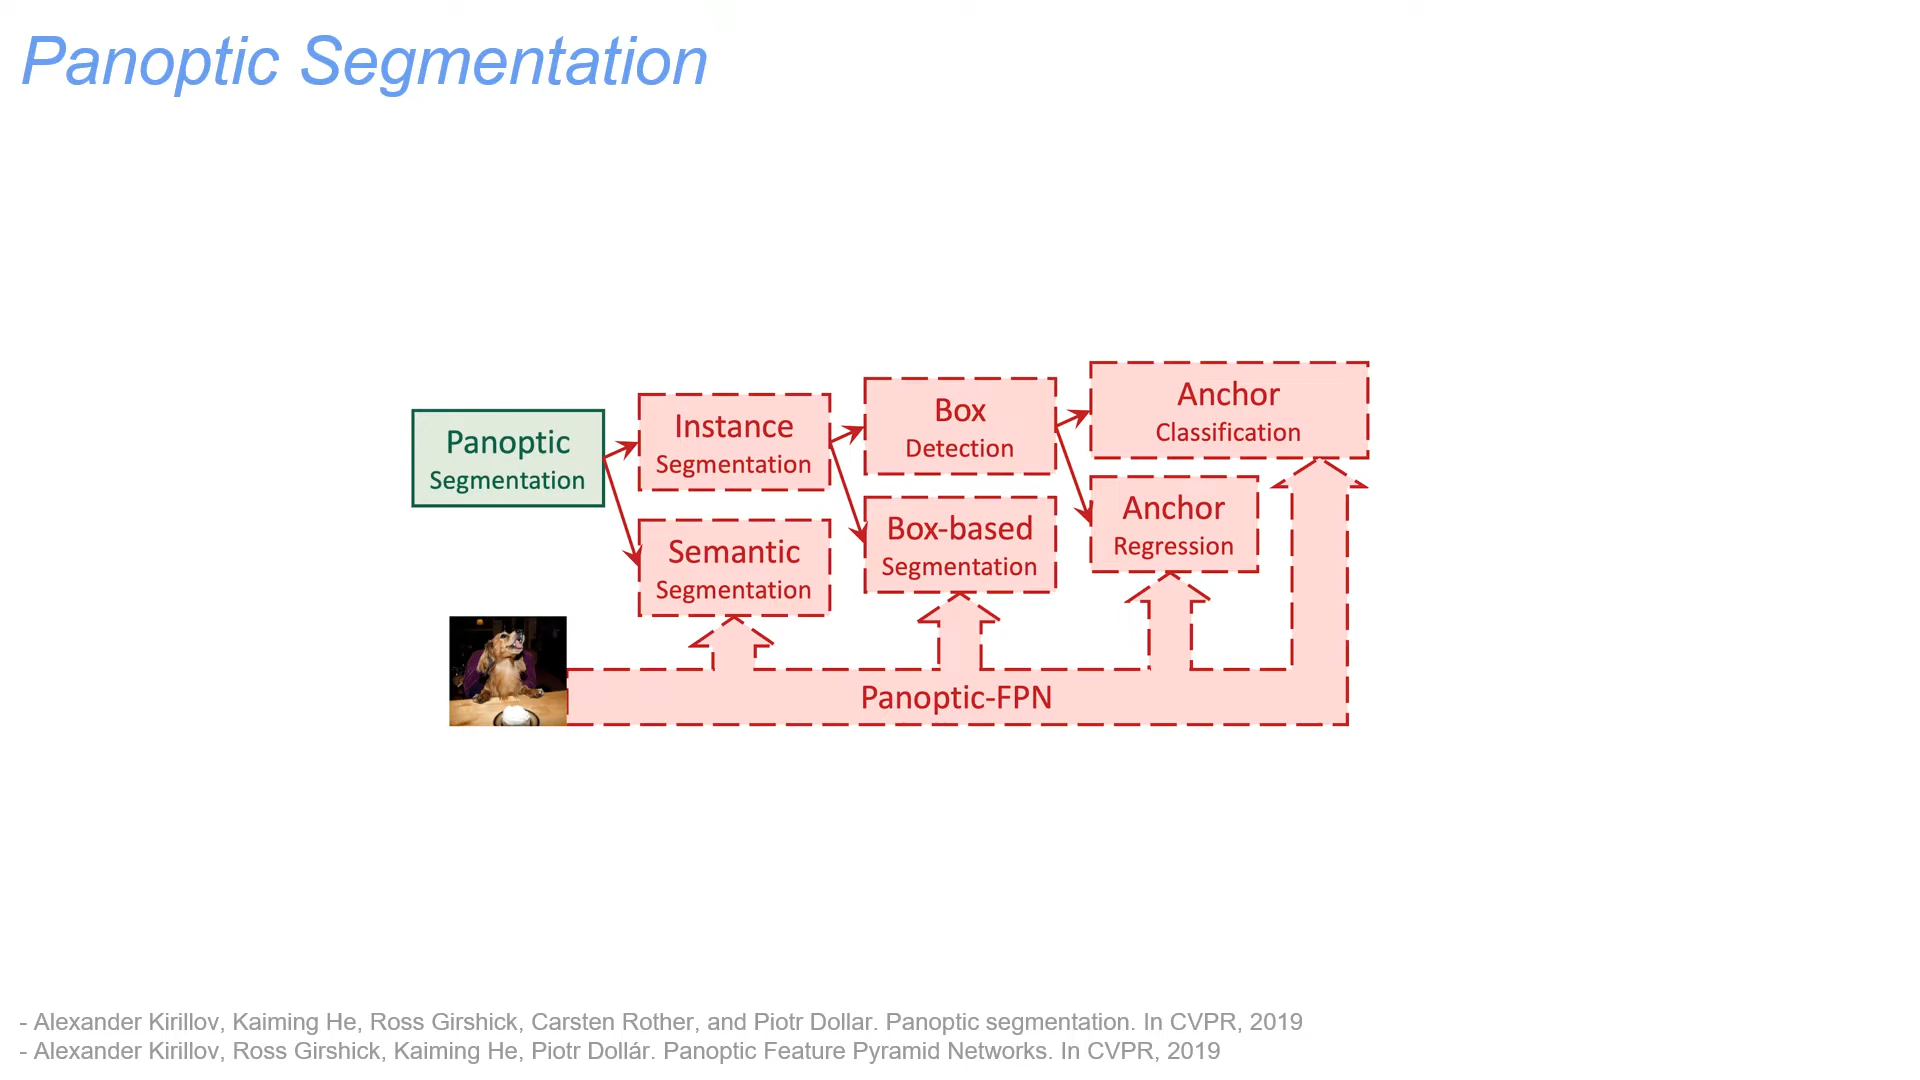 Panoptic Segmentation
Panoptic
Segmentation
Instance
Segmentation
Semantic
Segmentation
Box
Detection
Box-based
Segmentation
Anchor
Classification
Anchor
Regression
Panoptic-FPN
- Alexander Kirillov, Kaiming He, Ross Girshick, Carsten Rother, and Piotr Dollar. Panoptic segmentation. In CVPR, 2019
- Alexander Kirillov, Ross Girshick, Kaiming He, Piotr Dollár. Panoptic Feature Pyramid Networks. In CVPR, 2019